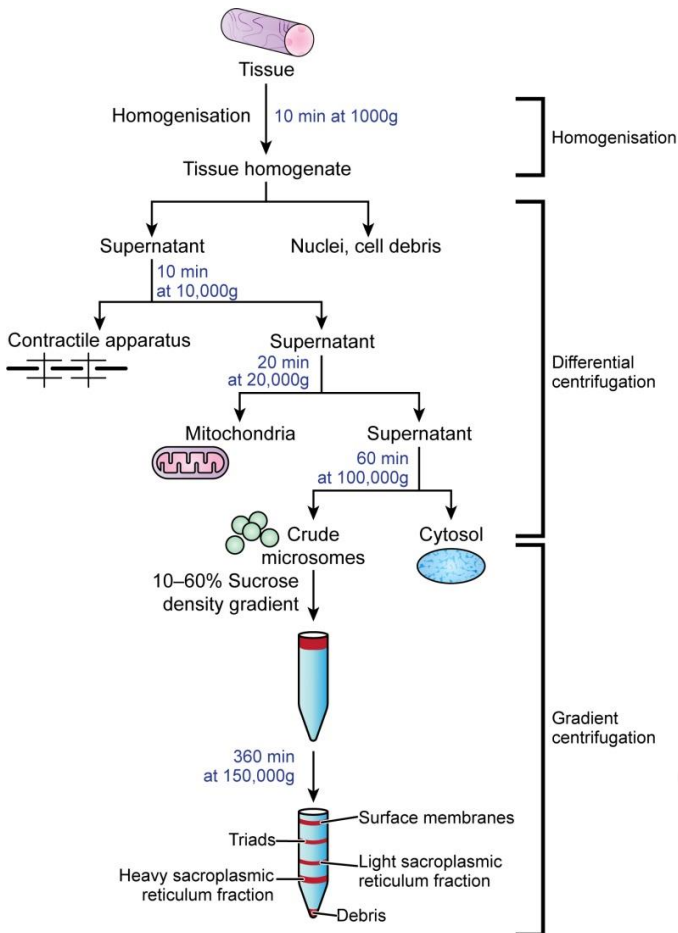 Tissue
Homogenisation
10 min at 1000g
Homogenisation
Tissue homogenate
Supernatant
Nuclei, cell debris
10 min
at 10,000g
Contractile apparatus
Supernatant
20 min
at 20,000g
Differential
centrifugation
Mitochondria
Supernatant
60 min
at 100,000g
Crude
microsomes
Cytosol
10–60% Sucrose
density gradient
Gradient
centrifugation
360 min
at 150,000g
Surface membranes
Triads
Light sacroplasmic
reticulum fraction
Heavy sacroplasmic
reticulum fraction
Debris